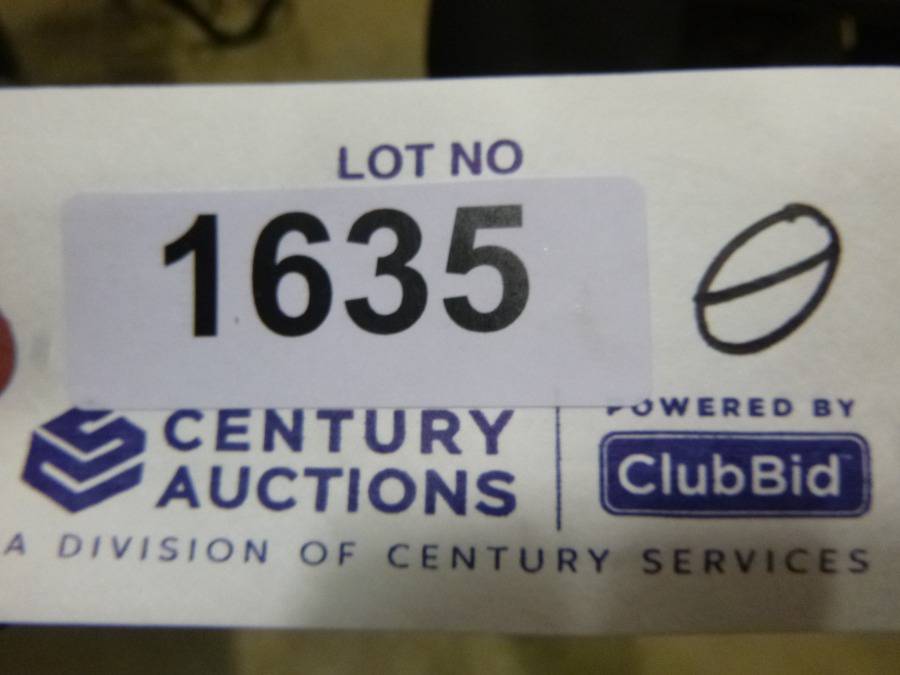 LOT NO
1635
CENTURY
AUCTIONS
POWERED BY
ClubBid
A DIVISION OF CENTURY SERVICES